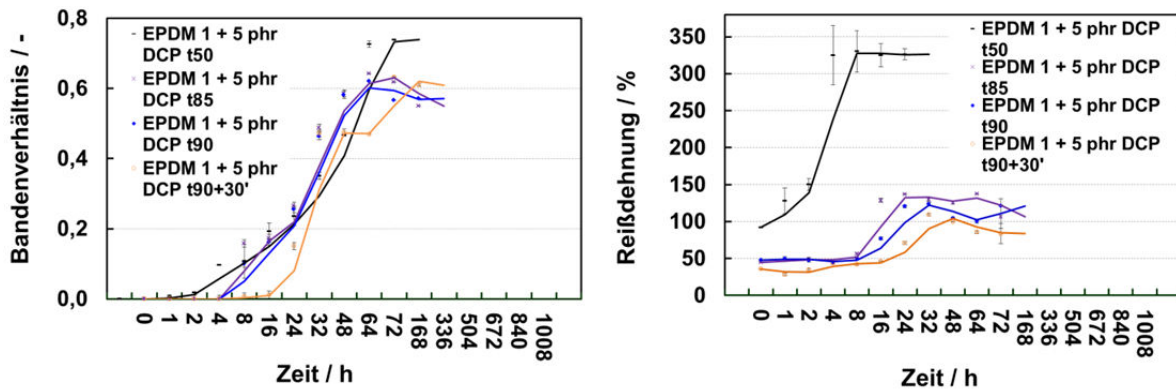 Bandenverhältnis / -
0,8
0,6
0,4
0,2
0,0
EPDM 1 + 5 phr
DCP t50
EPDM 1 + 5 phr
DCP t85
EPDM 1 + 5 phr
DCP t90
EPDM 1 + 5 phr
DCP t90+30'
0
1
2
4
8
16
24
32
48
64
72
168
336
504
672
840
1008
Zeit / h
Reißdehnung / %
350
300
250
200
150
100
50
0
EPDM 1 + 5 phr DCP
t50
EPDM 1 + 5 phr DCP
t85
EPDM 1 + 5 phr DCP
t90
EPDM 1 + 5 phr DCP
t90+30'
0
1
2
4
8
16
24
32
48
64
72
168
336
504
672
840
1008
Zeit / h